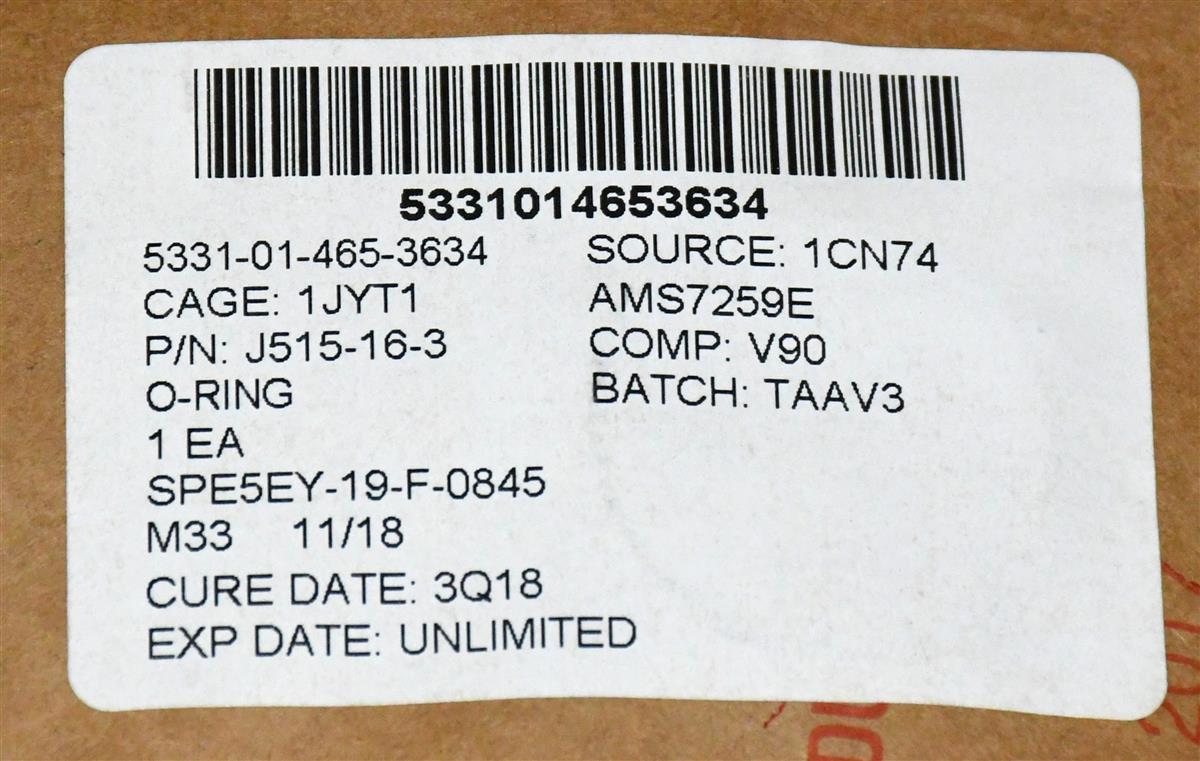 5331014653634
5331-01-465-3634
CAGE: 1JYT1
P/N: J515-16-3
O-RING
1 EA
SPE5EY-19-F-0845
M33 11/18
CURE DATE: 3Q18
EXP DATE: UNLIMITED
SOURCE: 1CN74
AMS7259E
COMP: V90
BATCH: TAAV3